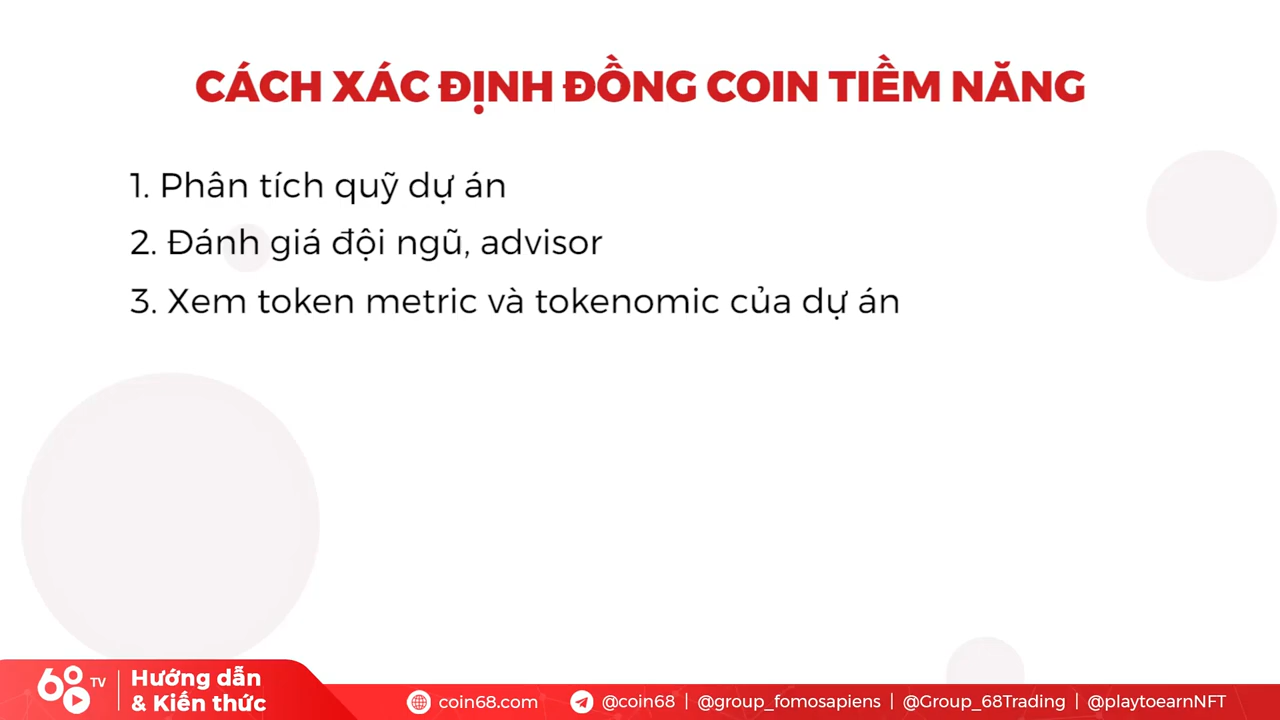 CÁCH XÁC ĐỊNH ĐỒNG COIN TIỀM NĂNG
1. Phân tích quỹ dự án
2. Đánh giá đội ngũ, advisor
3. Xem token metric và tokenomic của dự án
68 TV
Hướng dẫn
& Kiến thức
coin68.com @coin68 | @group_fomosapiens | @Group_68Trading | @playtoearnNFT